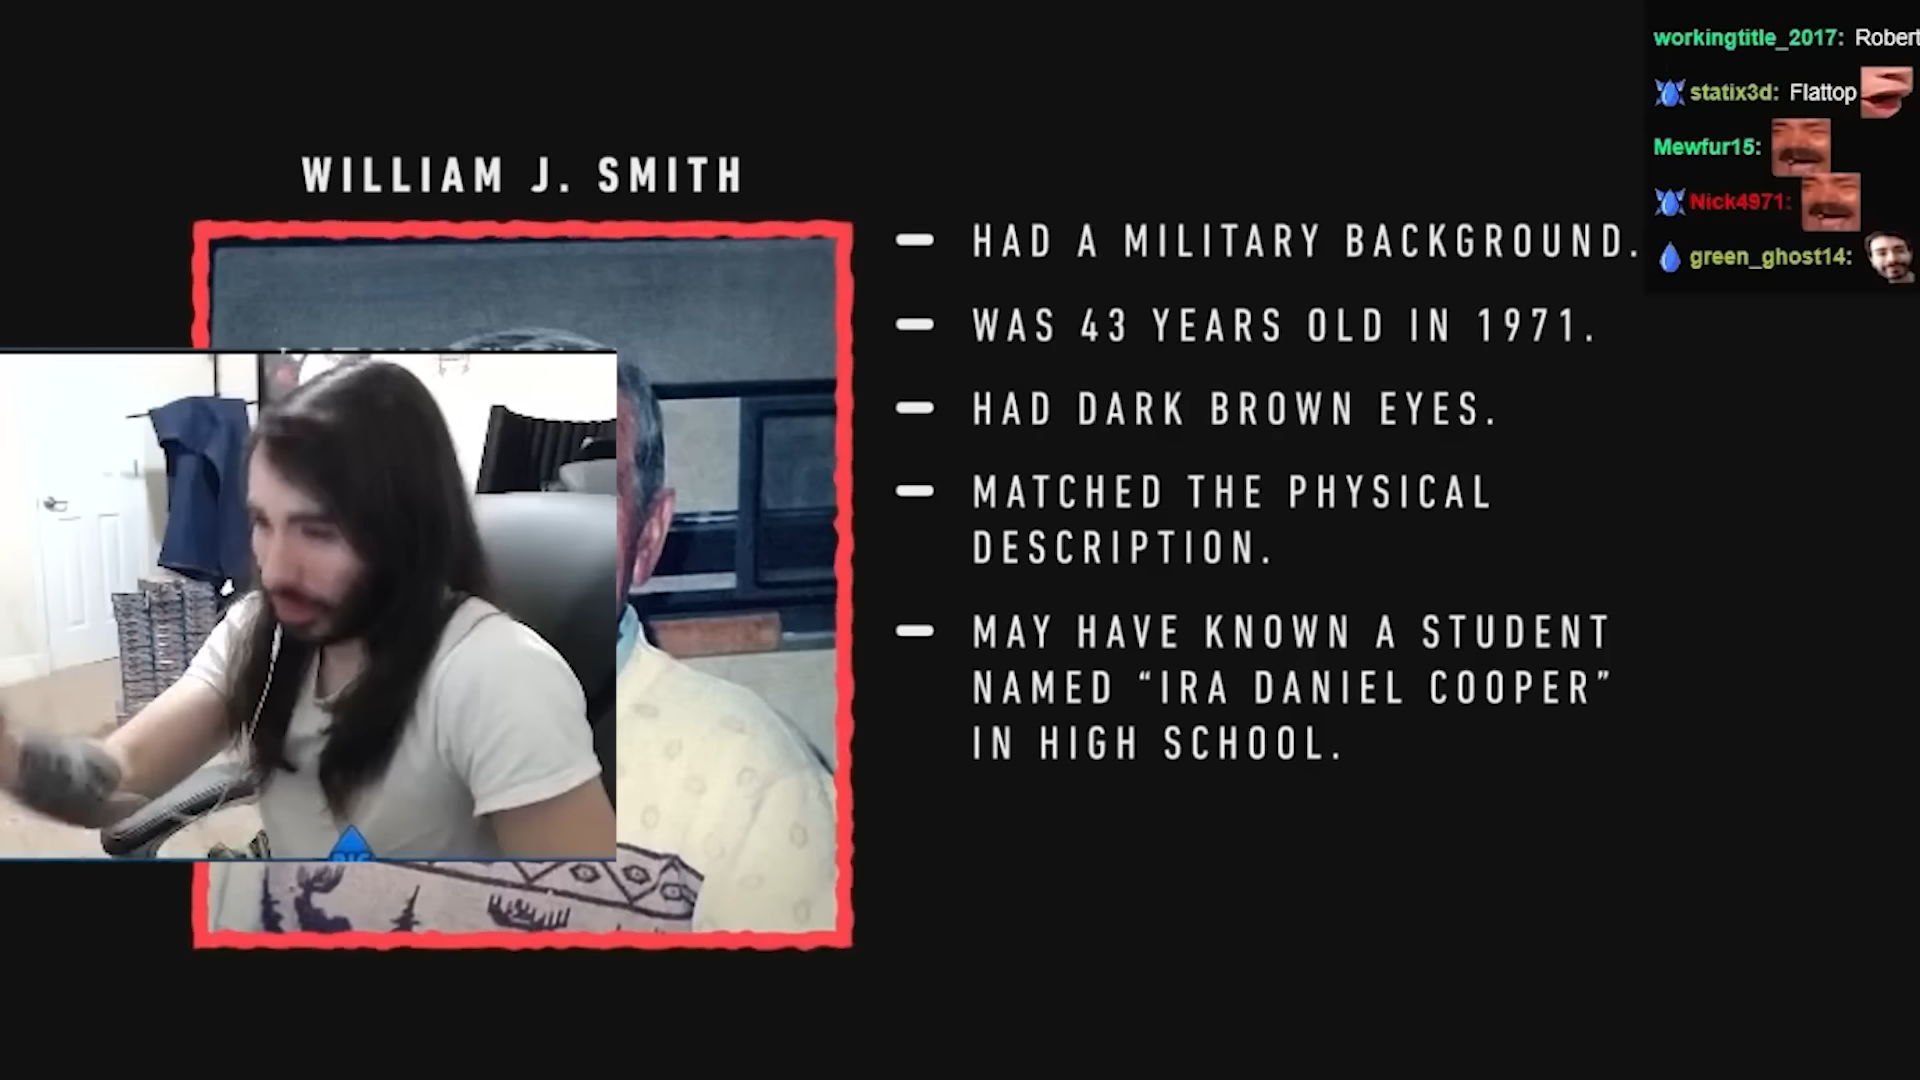 WILLIAM J. SMITH
HAD A MILITARY BACKGROUND.
WAS 43 YEARS OLD IN 1971.
HAD DARK BROWN EYES.
MATCHED THE PHYSICAL
DESCRIPTION.
MAY HAVE KNOWN A STUDENT
NAMED “IRA DANIEL COOPER”
IN HIGH SCHOOL.
workingtitle_2017: Robert
statix3d: Flattop
Mewfur15:
Nick4971:
green_ghost14: